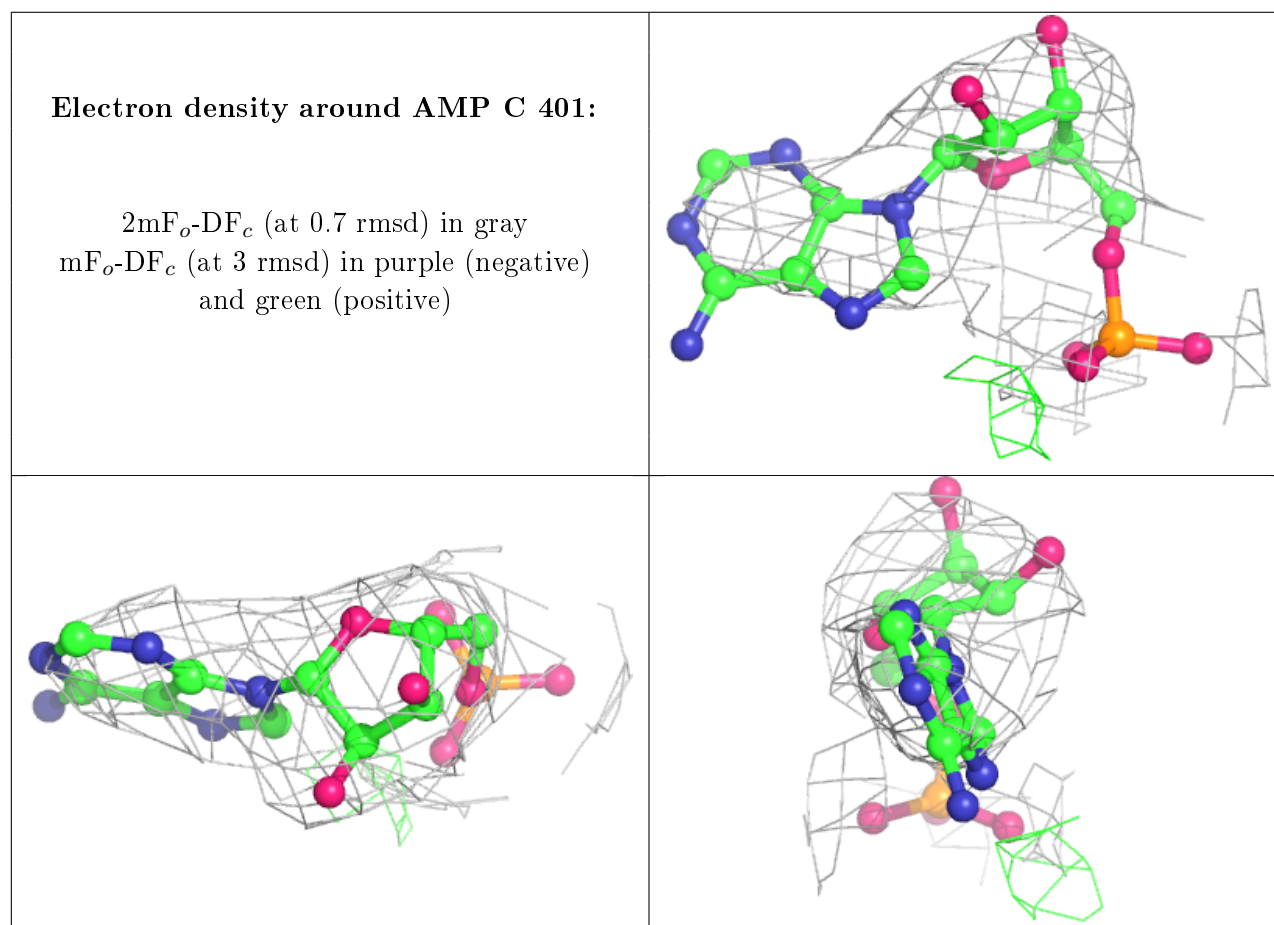 Electron density around AMP C 401:
2mFo-DFc (at 0.7 rmsd) in gray
mFo-DFc (at 3 rmsd) in purple (negative)
and green (positive)